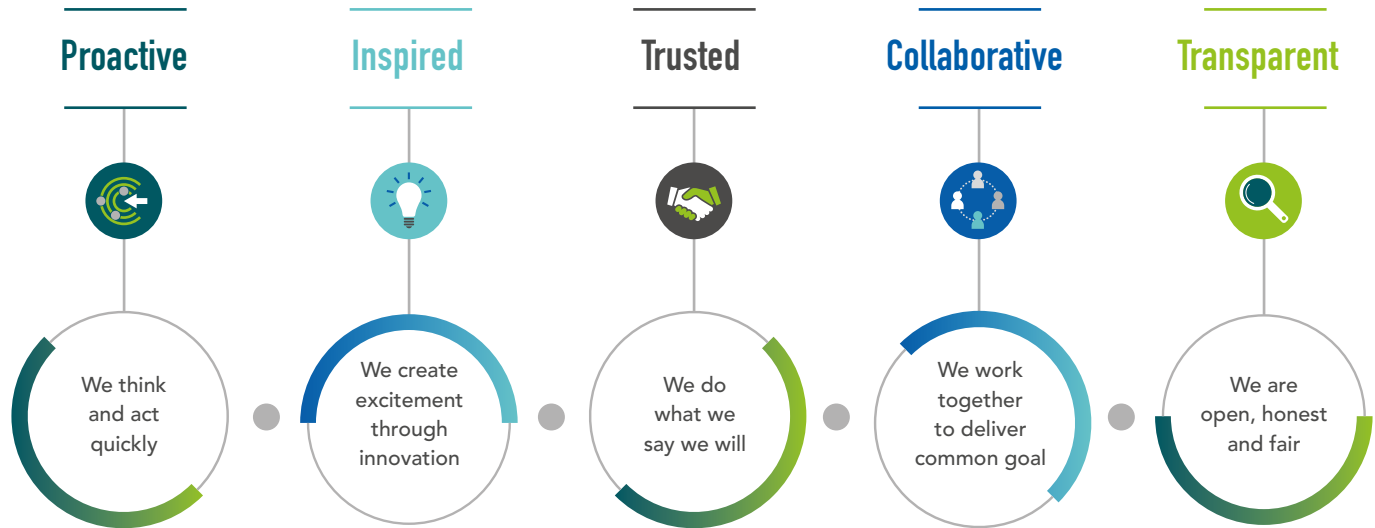 Proactive
Inspired
Trusted
Collaborative
Transparent
We think
and act
quickly
We create
excitement
through
innovation
We do
what we
say we will
We work
together
to deliver
common goal
We are
open, honest
and fair